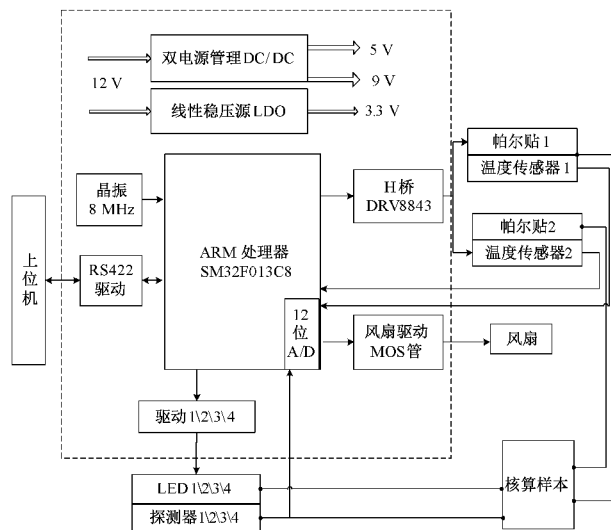 双电源管理DC/DC
5 V
12 V
9 V
线性稳压源LDO
3.3 V
帕尔贴1
温度传感器1
晶振
8 MHz
H桥
DRV8843
帕尔贴2
温度传感器2
ARM 处理器
SM32F013C8
上位机
RS422
驱动
12
位
A/D
风扇驱动
MOS管
风扇
驱动1\2\3\4
LED 1\2\3\4
探测器1\2\3\4
核算样本